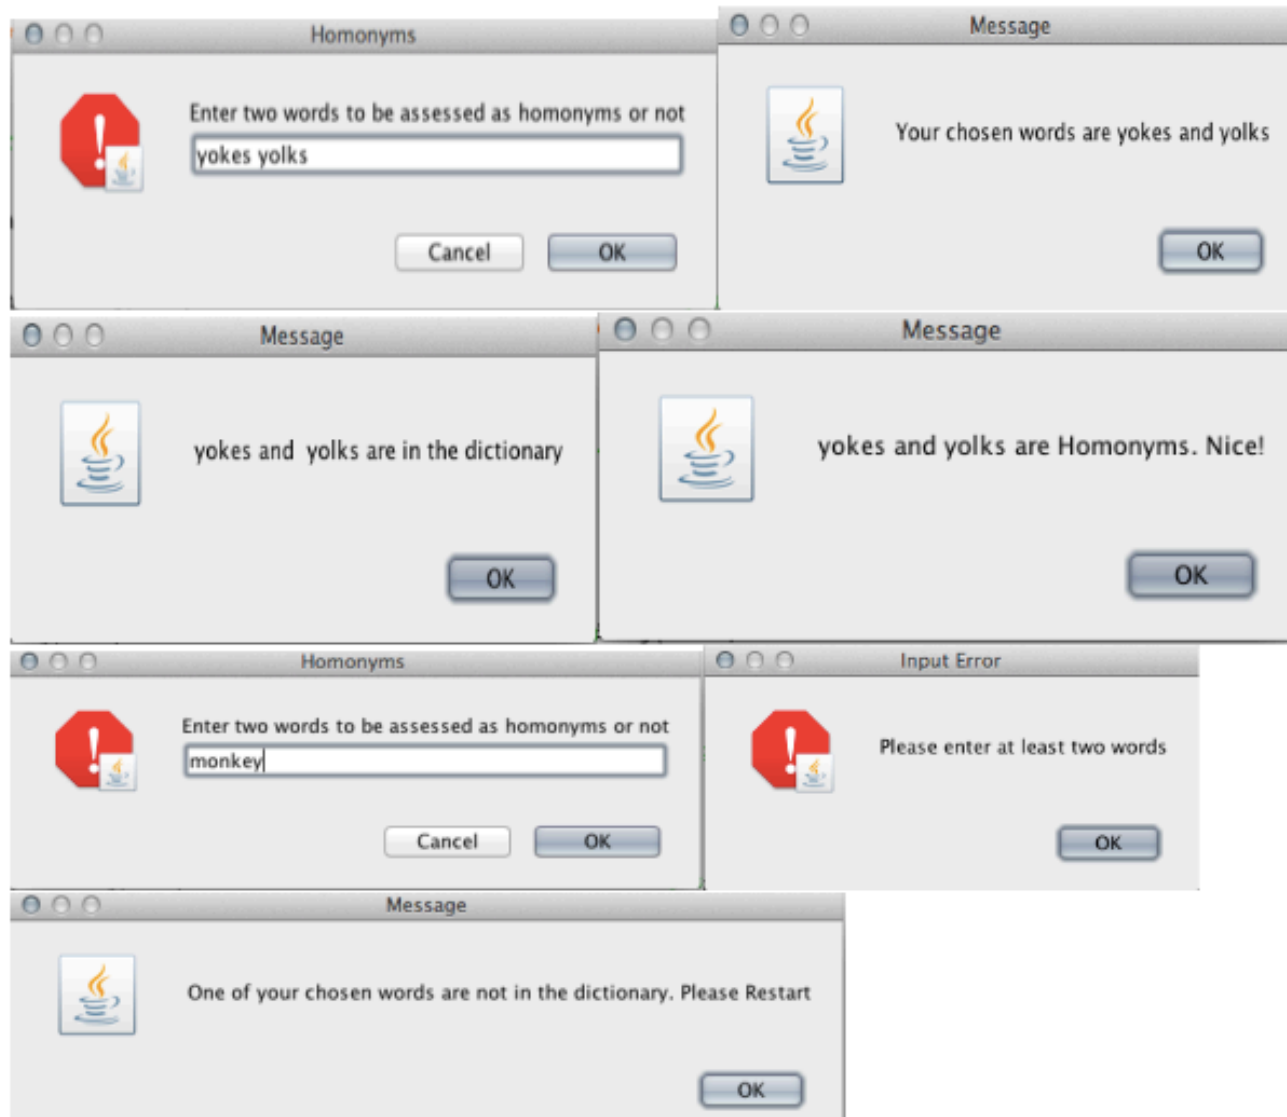 Homonyms
Enter two words to be assessed as homonyms or not
yokes yolks
Cancel OK
Message
Your chosen words are yokes and yolks
OK
Message
yokes and  yolks are in the dictionary
OK
Message
yokes and yolks are Homonyms. Nice!
OK
Homonyms
Enter two words to be assessed as homonyms or not
monkey
Cancel OK
Input Error
Please enter at least two words
OK
Message
One of your chosen words are not in the dictionary. Please Restart
OK